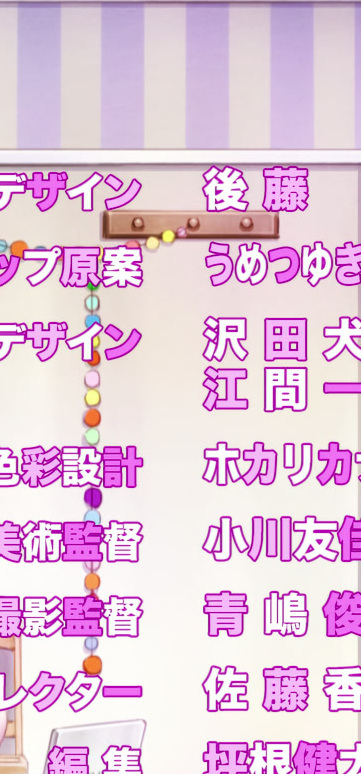 デザイン 後藤
ップ原案 うめつゆき
デザイン 沢田犬
江間一
色彩設計 ホカリカ
美術監督 小川友佳
撮影監督 青嶋俊
レクター 佐藤香
編集 坪根健太